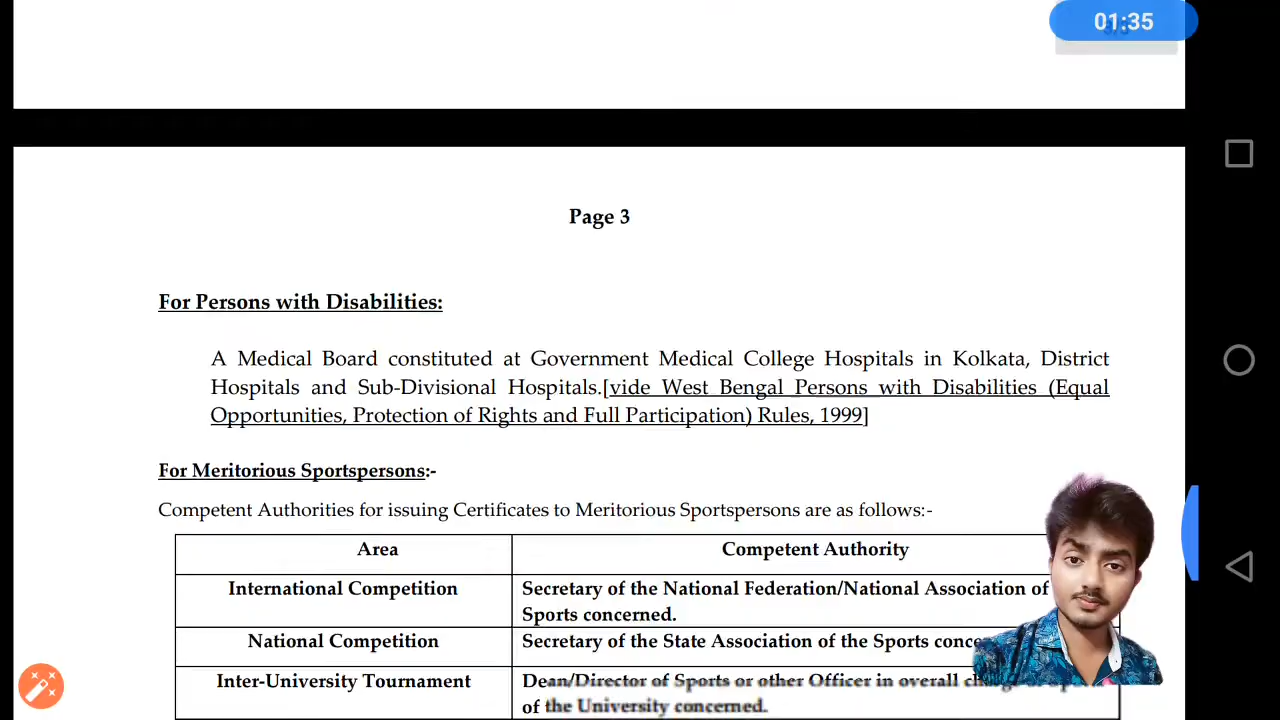 01:35
Page 3
For Persons with Disabilities:
A Medical Board constituted at Government Medical College Hospitals in Kolkata, District
Hospitals and Sub-Divisional Hospitals.[vide West Bengal Persons with Disabilities (Equal
Opportunities, Protection of Rights and Full Participation) Rules, 1999]
For Meritorious Sportspersons:-
Competent Authorities for issuing Certificates to Meritorious Sportspersons are as follows:-
Area Competent Authority
International Competition Secretary of the National Federation/National Association of
Sports concerned.
National Competition Secretary of the State Association of the Sports
Inter-University Tournament Dean/Director of Sports or other Officer in overall
of the University concerned.